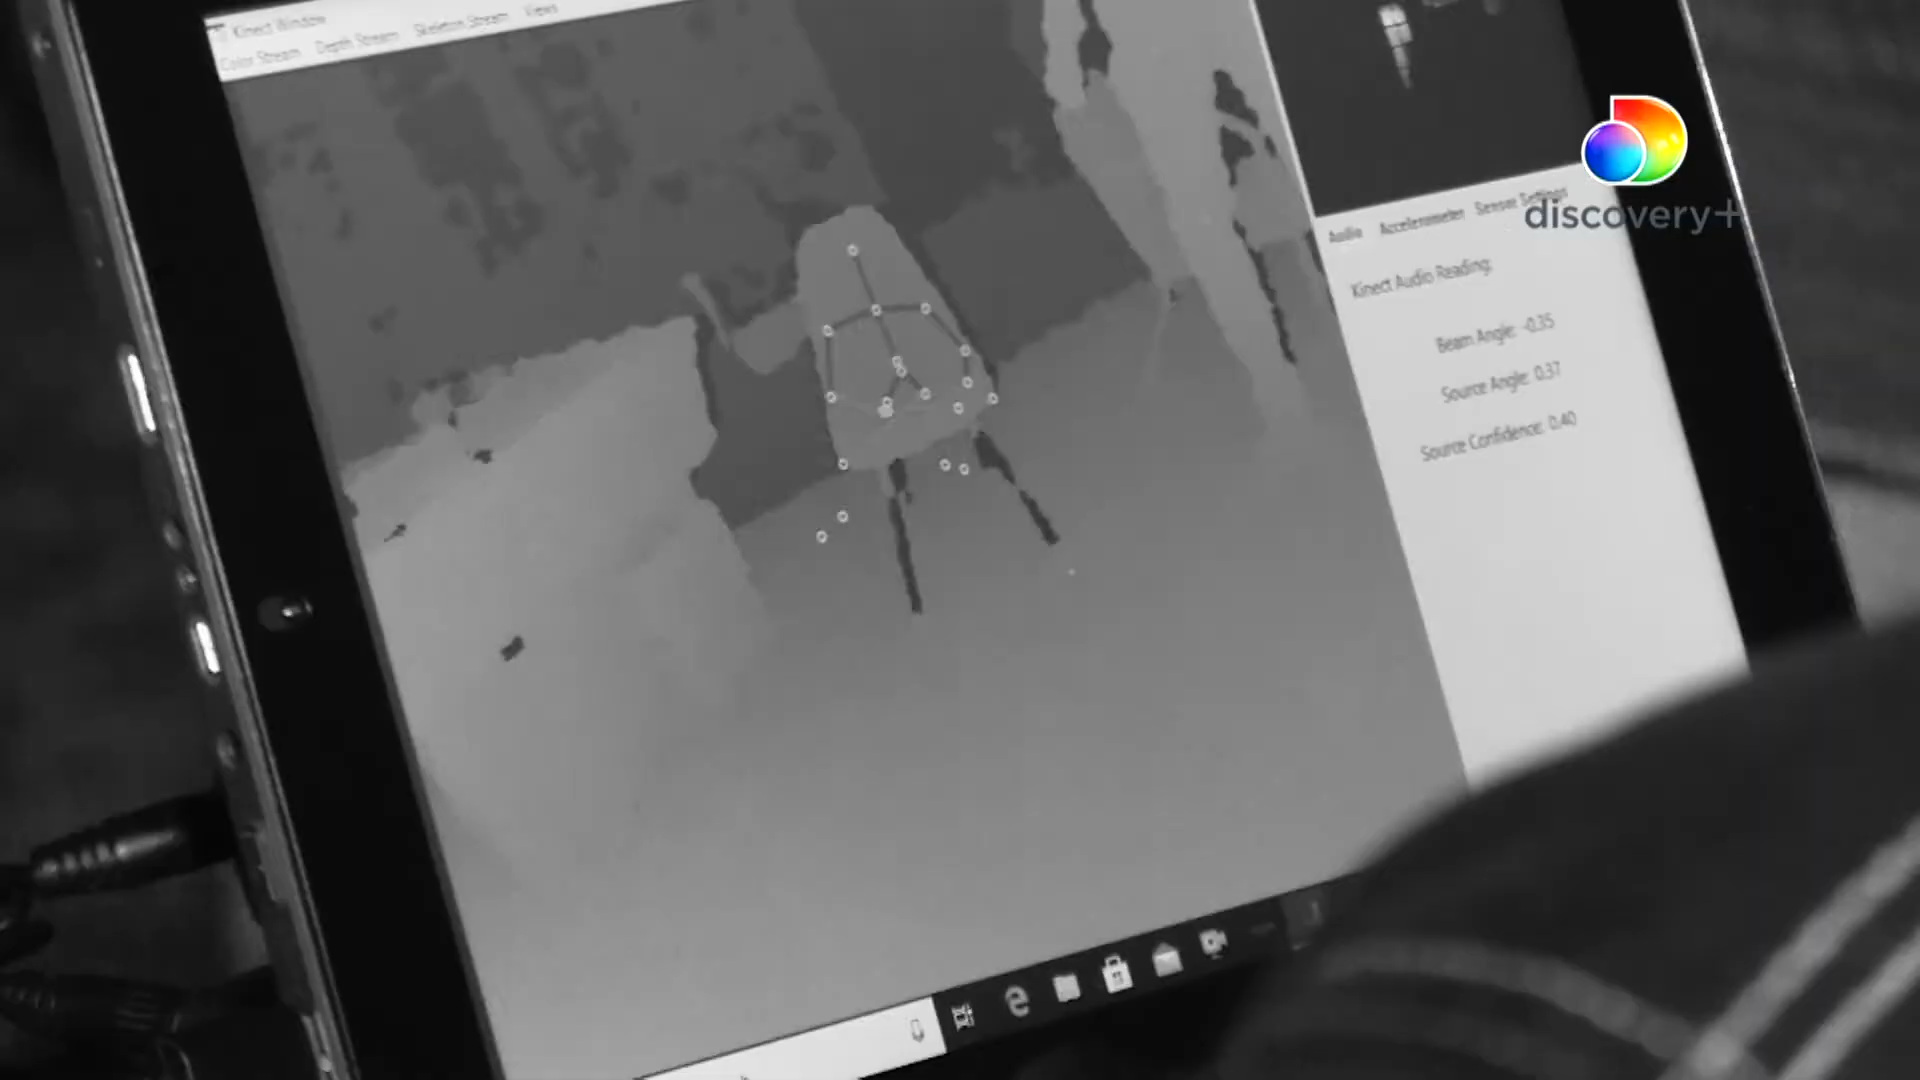 Kinect Window
Color Stream Depth Stream Skeleton Stream Views
discovery+
Audio Accelerometer Sensor Settings
Kinect Audio Reading:
Beam Angle: -0.35
Source Angle: 0.37
Source Confidence: 0.40